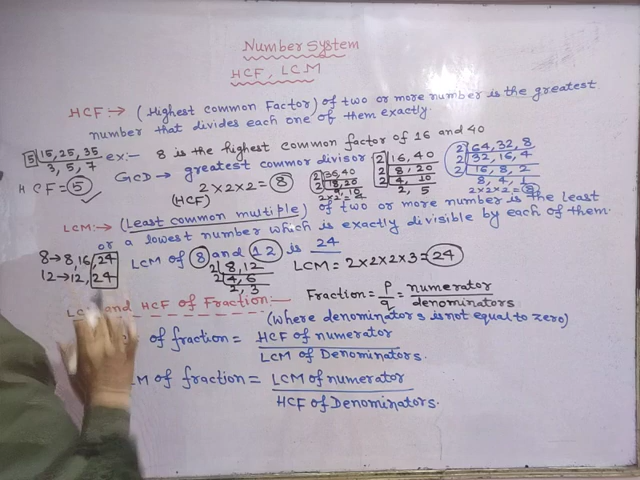 Number System
HCF, LCM
HCF:→ (Highest common Factor) of two or more number is the greatest
number that divides each one of them exactly.
5 | 15, 25, 35
3, 5, 7
HCF = 5
ex:- 8 is the highest common factor of 16 and 40
GCD → greatest commor divisor
2 × 2 × 2 = 8
(HCF)
2 | 36, 40
2 | 18, 20
9, 10
2×2 = 4
2 | 16, 40
2 | 8, 20
2 | 4, 10
2, 5
2 | 64, 32, 8
2 | 32, 16, 4
2 | 16, 8, 2
8, 4, 1
2×2×2 = 8
LCM:→ (Least common multiple) of two or more number is the least
or a lowest number which is exactly divisible by each of them.
8 → 8, 16, 24
12 → 12, 24
LCM of 8 and 12 is 24
2 | 8, 12
2 | 4, 6
2, 3
LCM = 2×2×2×3 = 24
LC and HCF of Fraction:-
Fraction = p/q = numerator/denominators
(where denominators is not equal to zero)
of fraction = HCF of numerator
LCM of Denominators.
M of fraction = LCM of numerator
HCF of Denominators.